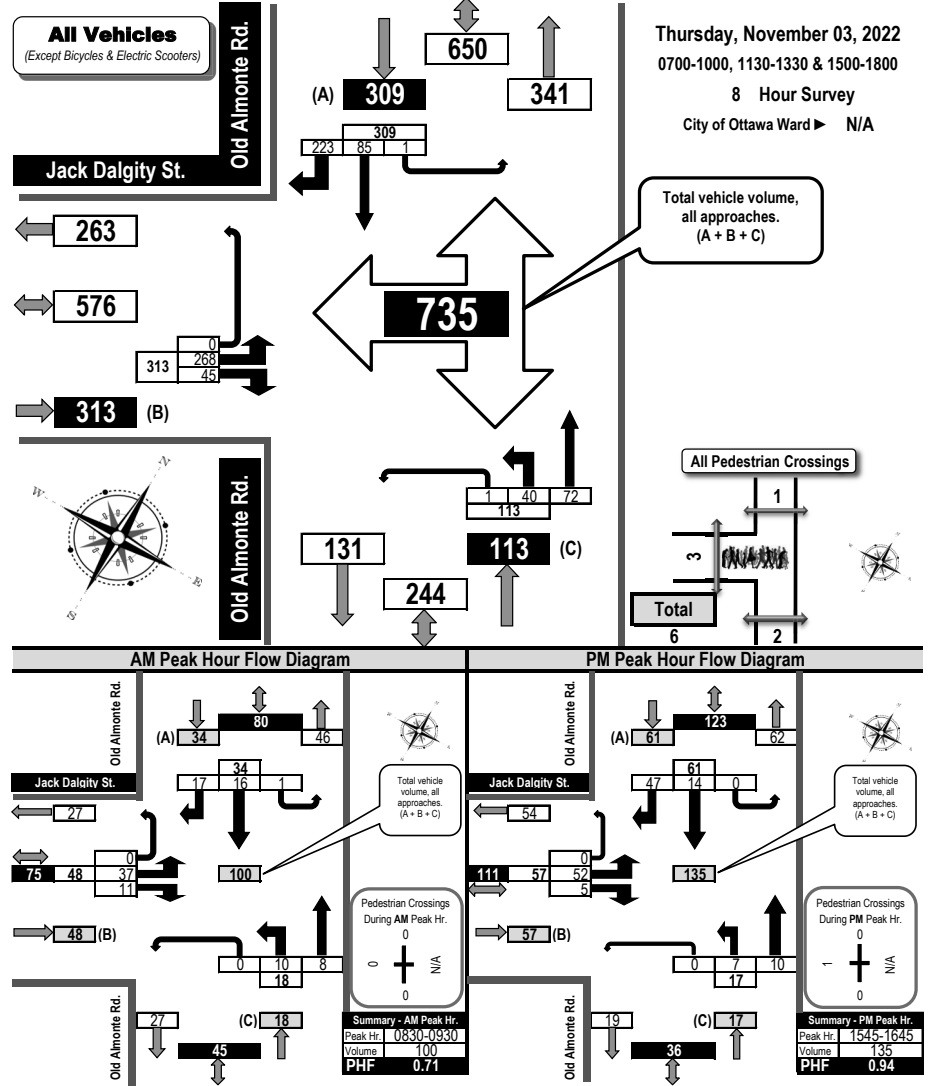 All Vehicles
(Except Bicycles & Electric Scooters)
Old Almonte Rd.
Jack Dalgity St.
650
(A) 309
341
309
223 85 1
Thursday, November 03, 2022
0700-1000, 1130-1330 & 1500-1800
8 Hour Survey
City of Ottawa Ward ► N/A
Total vehicle volume,
all approaches.
(A + B + C)
263
576
735
0
313 268
45
313 (B)
1 40 72
113
131
113 (C)
244
Old Almonte Rd.
N
W
E
S
All Pedestrian Crossings
1
3
Total
6
2
AM Peak Hour Flow Diagram
Old Almonte Rd.
80
(A) 34
46
34
17 16 1
Jack Dalgity St.
Total vehicle
volume, all
approaches.
(A + B + C)
27
0
75 48 37
11
100
48 (B)
0 10 8
18
Pedestrian Crossings
During AM Peak Hr.
0
0
N/A
0
Old Almonte Rd.
27
(C) 18
45
Summary - AM Peak Hr.
Peak Hr. 0830-0930
Volume 100
PHF 0.71
PM Peak Hour Flow Diagram
Old Almonte Rd.
123
(A) 61
62
61
47 14 0
Jack Dalgity St.
Total vehicle
volume, all
approaches.
(A + B + C)
54
0
111 57 52
5
135
57 (B)
0 7 10
17
Pedestrian Crossings
During PM Peak Hr.
0
1
N/A
0
Old Almonte Rd.
19
(C) 17
36
Summary - PM Peak Hr.
Peak Hr. 1545-1645
Volume 135
PHF 0.94